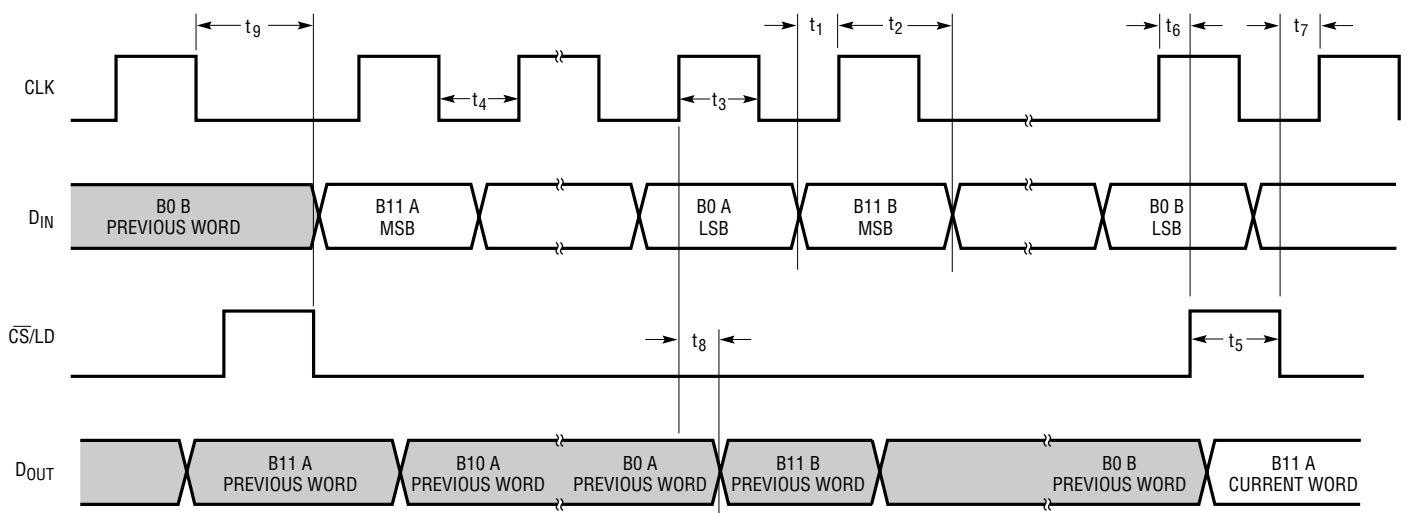 t9
t1
t2
t6
t7
CLK
t4
t3
DIN
B0 B
PREVIOUS WORD
B11 A
MSB
B0 A
LSB
B11 B
MSB
B0 B
LSB
CS/LD
t8
t5
DOUT
B11 A
PREVIOUS WORD
B10 A
PREVIOUS WORD
B0 A
PREVIOUS WORD
B11 B
PREVIOUS WORD
B0 B
PREVIOUS WORD
B11 A
CURRENT WORD